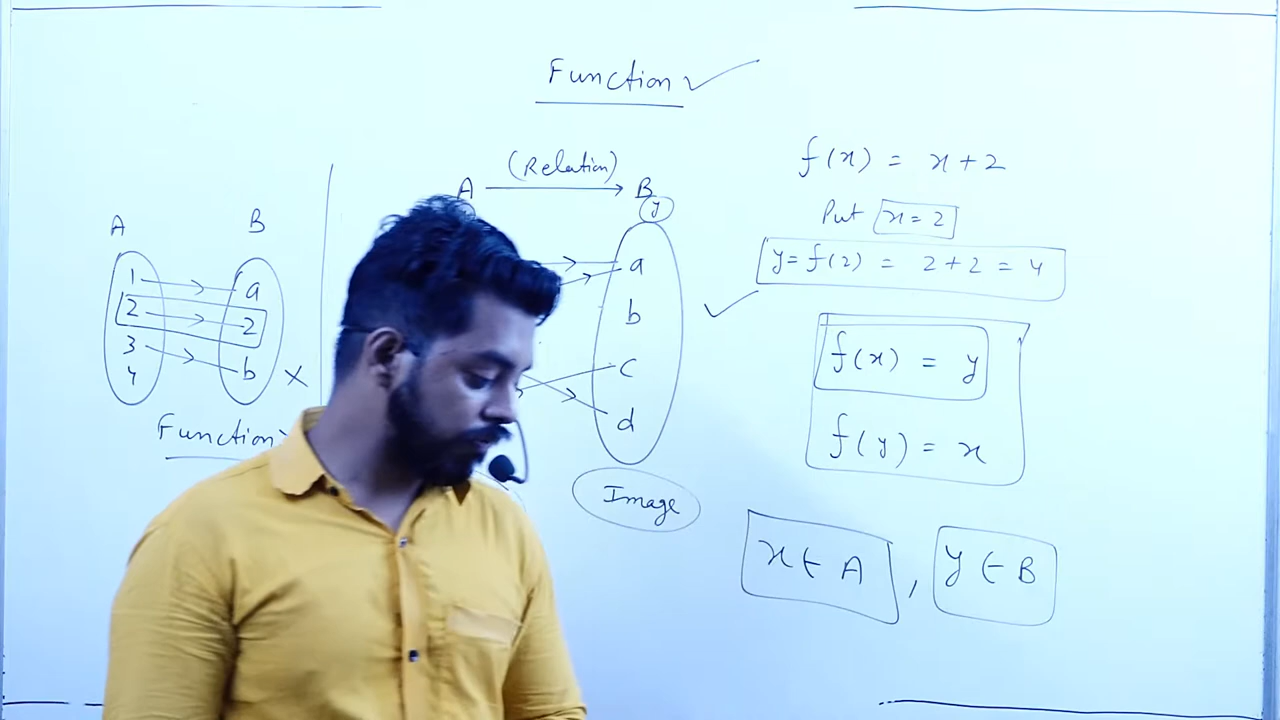 Function ✓
A B
1 a
2 2
3 b
4
×
Function
(Relation)
A B
y
a
b
c
d
✓
Image
f(x) = x+2
Put x = 2
y = f(2) = 2+2 = 4
f(x) = y
f(y) = x
x ∈ A , y ∈ B